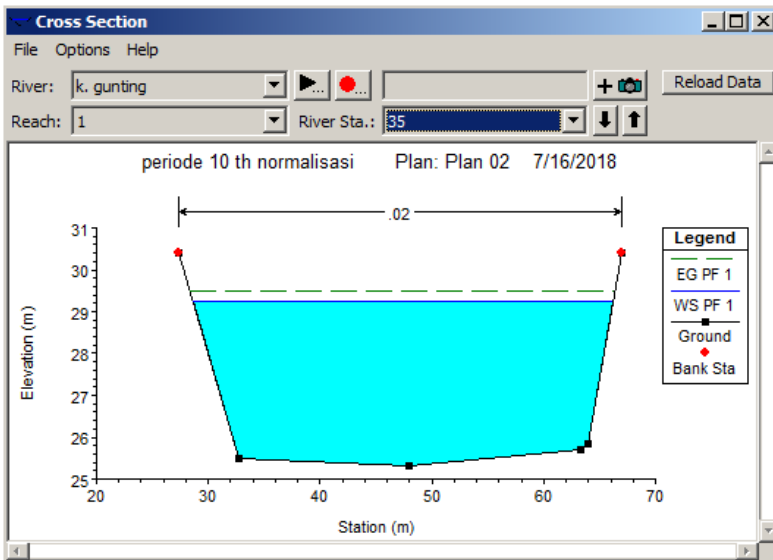 Cross Section
File Options Help
River: k. gunting ... ... + Reload Data
Reach: 1 River Sta.: 35
periode 10 th normalisasi Plan: Plan 02 7/16/2018
.02
31
30
29
28
27
26
25
Elevation (m)
20 30 40 50 60 70
Station (m)
Legend
EG PF 1
WS PF 1
Ground
Bank Sta